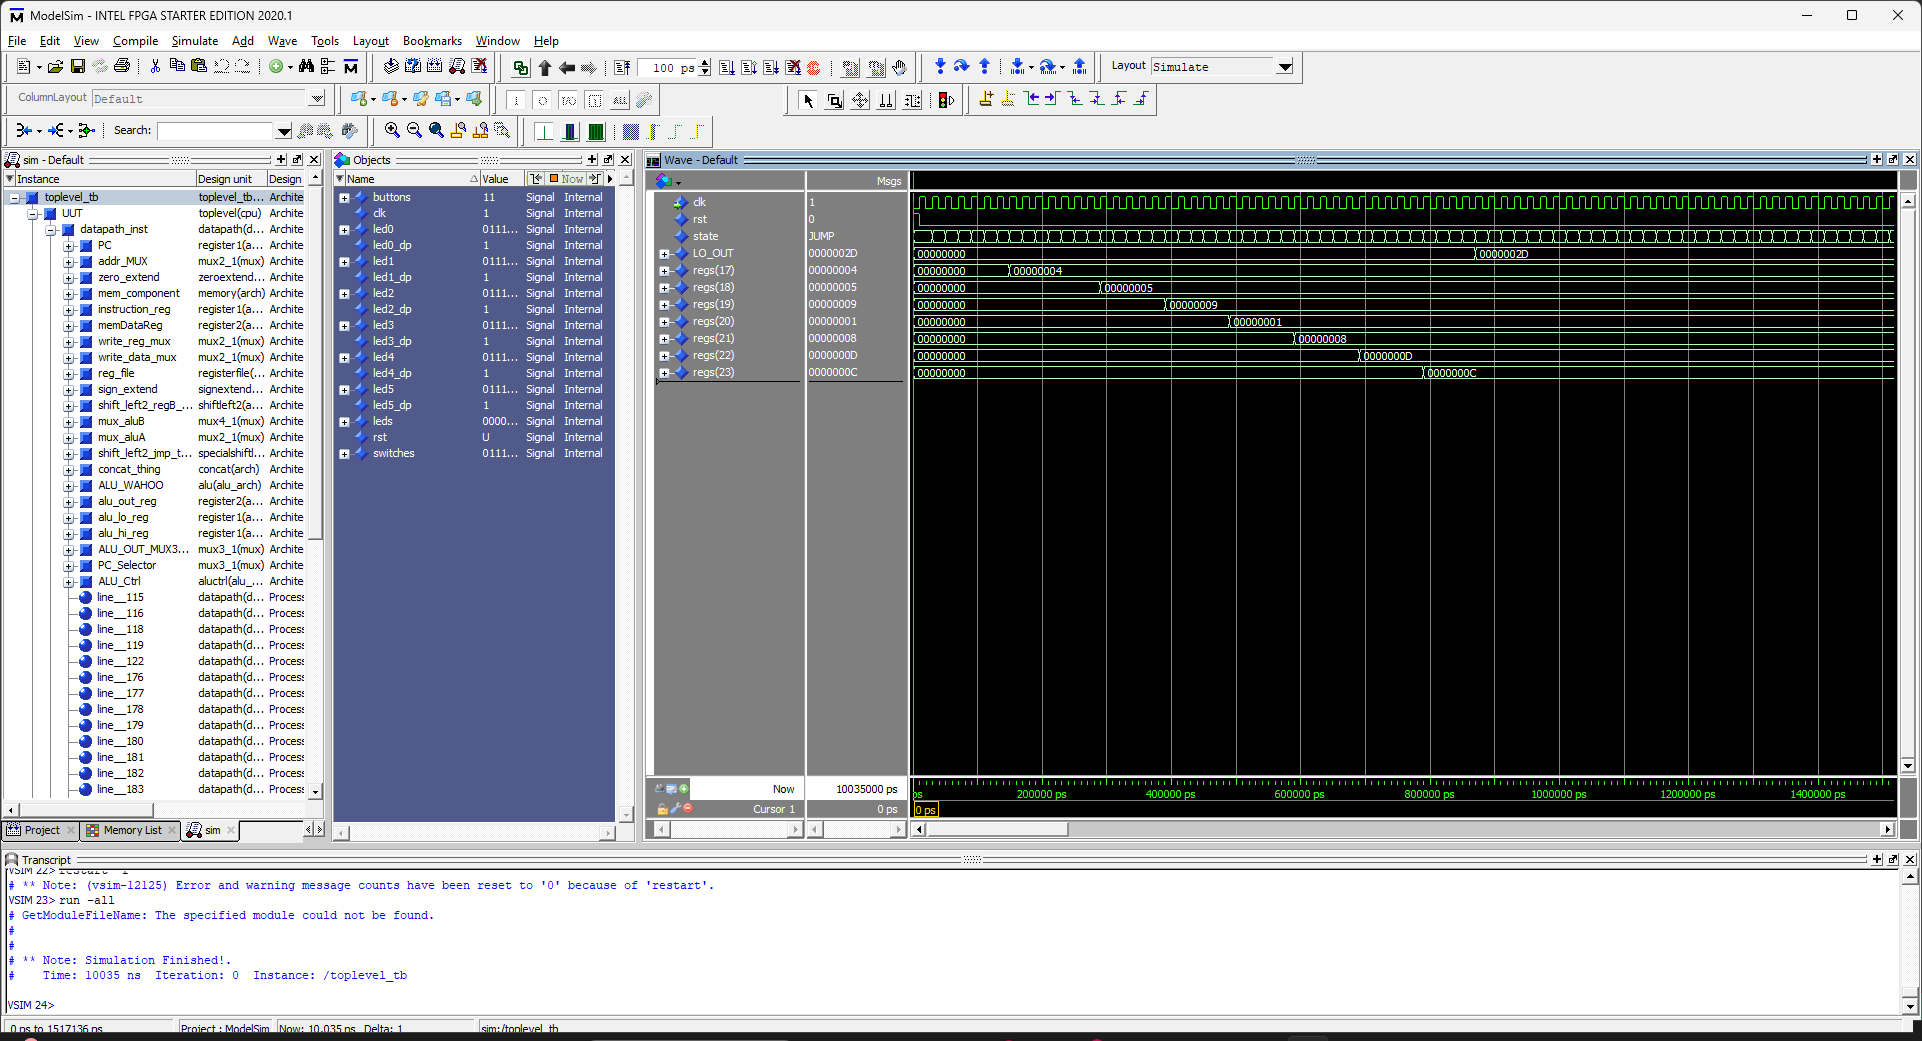 ModelSim - INTEL FPGA STARTER EDITION 2020.1
File Edit View Compile Simulate Add Wave Tools Layout Bookmarks Window Help
100 ps
Layout Simulate
ColumnLayout Default
Search:
sim - Default
Instance Design unit Design
toplevel_tb toplevel_tb... Archite
UUT toplevel(cpu) Archite
datapath_inst datapath(d... Archite
PC register1(a... Archite
addr_MUX mux2_1(mux) Archite
zero_extend zeroextend... Archite
mem_component memory(arch) Archite
instruction_reg register1(a... Archite
memDataReg register2(a... Archite
write_reg_mux mux2_1(mux) Archite
write_data_mux mux2_1(mux) Archite
reg_file registerfile(... Archite
sign_extend signextend... Archite
shift_left2_regB_... shiftleft2(a... Archite
mux_aluB mux4_1(mux) Archite
mux_aluA mux2_1(mux) Archite
shift_left2_jmp_t... specialshiftl... Archite
concat_thing concat(arch) Archite
ALU_WAHOO alu(alu_arch) Archite
alu_out_reg register2(a... Archite
alu_lo_reg register1(a... Archite
alu_hi_reg register1(a... Archite
ALU_OUT_MUX3... mux3_1(mux) Archite
PC_Selector mux3_1(mux) Archite
ALU_Ctrl aluctrl(alu_... Archite
line__115 datapath(d... Process
line__116 datapath(d... Process
line__118 datapath(d... Process
line__119 datapath(d... Process
line__122 datapath(d... Process
line__176 datapath(d... Process
line__177 datapath(d... Process
line__178 datapath(d... Process
line__179 datapath(d... Process
line__180 datapath(d... Process
line__181 datapath(d... Process
line__182 datapath(d... Process
line__183 datapath(d... Process
Project Memory List sim
Objects
Name Value Now
buttons 11 Signal Internal
clk 1 Signal Internal
led0 0111... Signal Internal
led0_dp 1 Signal Internal
led1 0111... Signal Internal
led1_dp 1 Signal Internal
led2 0111... Signal Internal
led2_dp 1 Signal Internal
led3 0111... Signal Internal
led3_dp 1 Signal Internal
led4 0111... Signal Internal
led4_dp 1 Signal Internal
led5 0111... Signal Internal
led5_dp 1 Signal Internal
leds 0000... Signal Internal
rst U Signal Internal
switches 0111... Signal Internal
Wave - Default
Msgs
clk 1
rst 0
state JUMP
LO_OUT 0000002D 00000000 0000002D
regs(17) 00000004 00000000 00000004
regs(18) 00000005 00000000 00000005
regs(19) 00000009 00000000 00000009
regs(20) 00000001 00000000 00000001
regs(21) 00000008 00000000 00000008
regs(22) 0000000D 00000000 0000000D
regs(23) 0000000C 00000000 0000000C
Now 10035000 ps ps 200000 ps 400000 ps 600000 ps 800000 ps 1000000 ps 1200000 ps 1400000 ps
Cursor 1 0 ps 0 ps
Transcript
VSIM 22> restart -f
# ** Note: (vsim-12125) Error and warning message counts have been reset to '0' because of 'restart'.
VSIM 23> run -all
# GetModuleFileName: The specified module could not be found.
#
#
# ** Note: Simulation Finished!.
# Time: 10035 ns Iteration: 0 Instance: /toplevel_tb
VSIM 24>
0 ps to 1517136 ps Project : ModelSim Now: 10,035 ns Delta: 1 sim:/toplevel_tb